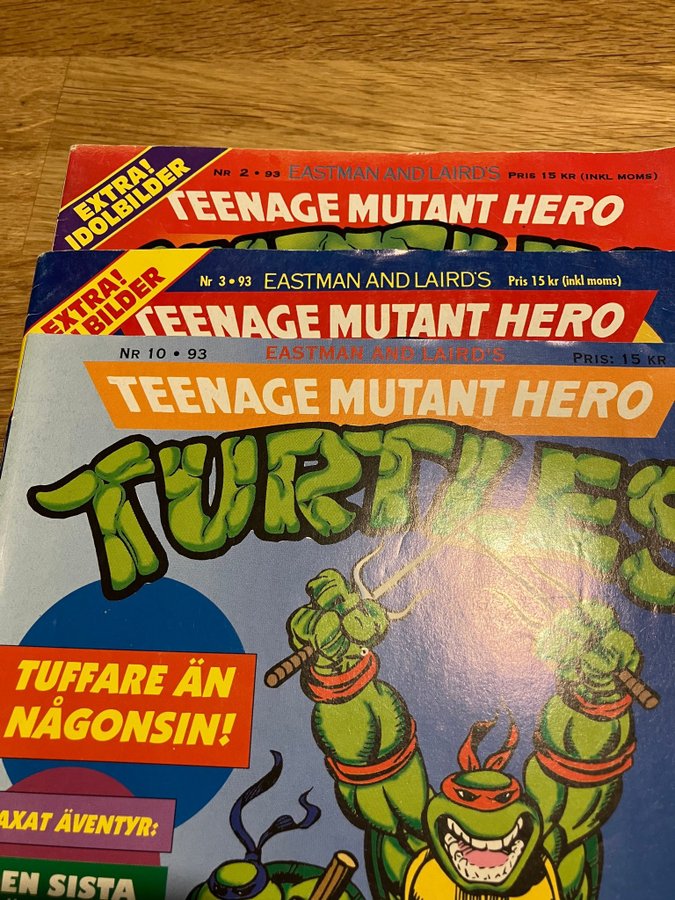 EXTRA!
IDOLBILDER
NR 2 • 93 EASTMAN AND LAIRD'S PRIS 15 KR (INKL MOMS)
TEENAGE MUTANT HERO
EXTRA!
BILDER
Nr 3 • 93 EASTMAN AND LAIRD'S Pris 15 kr (inkl moms)
TEENAGE MUTANT HERO
NR 10 • 93 EASTMAN AND LAIRD'S PRIS: 15 KR
TEENAGE MUTANT HERO
TURTLES
TUFFARE ÄN
NÅGONSIN!
AXAT ÄVENTYR:
EN SISTA